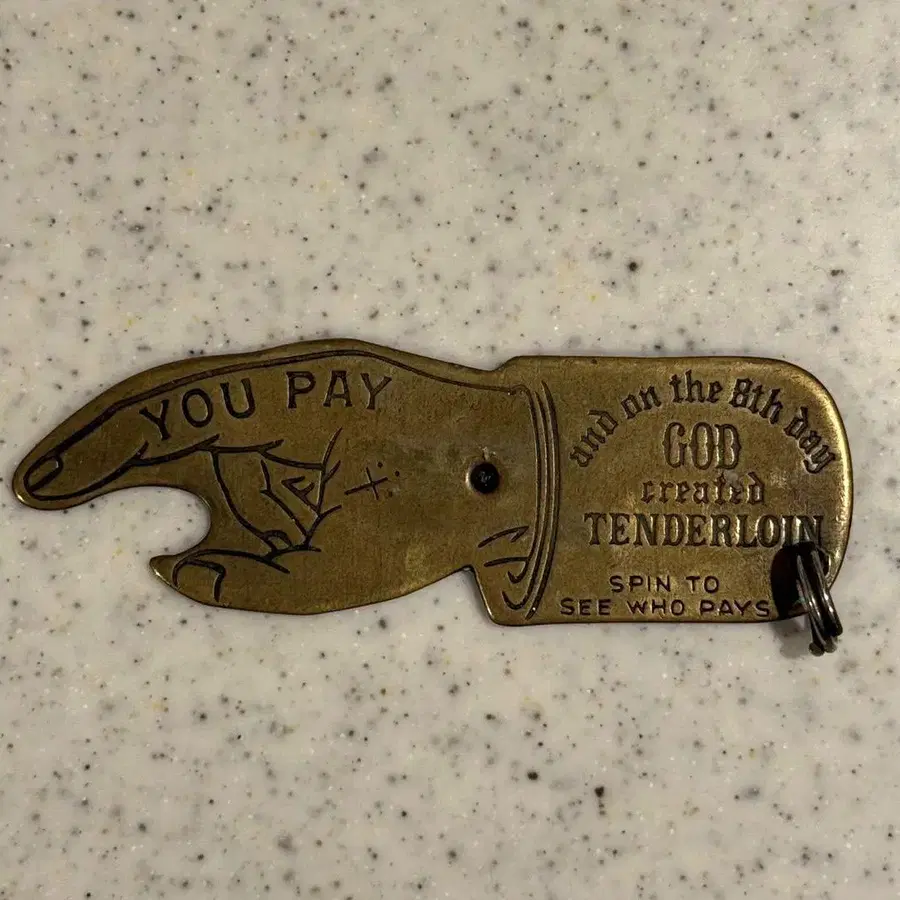 YOU PAY
and on the 8th day
GOD
created
TENDERLOIN
SPIN TO
SEE WHO PAYS